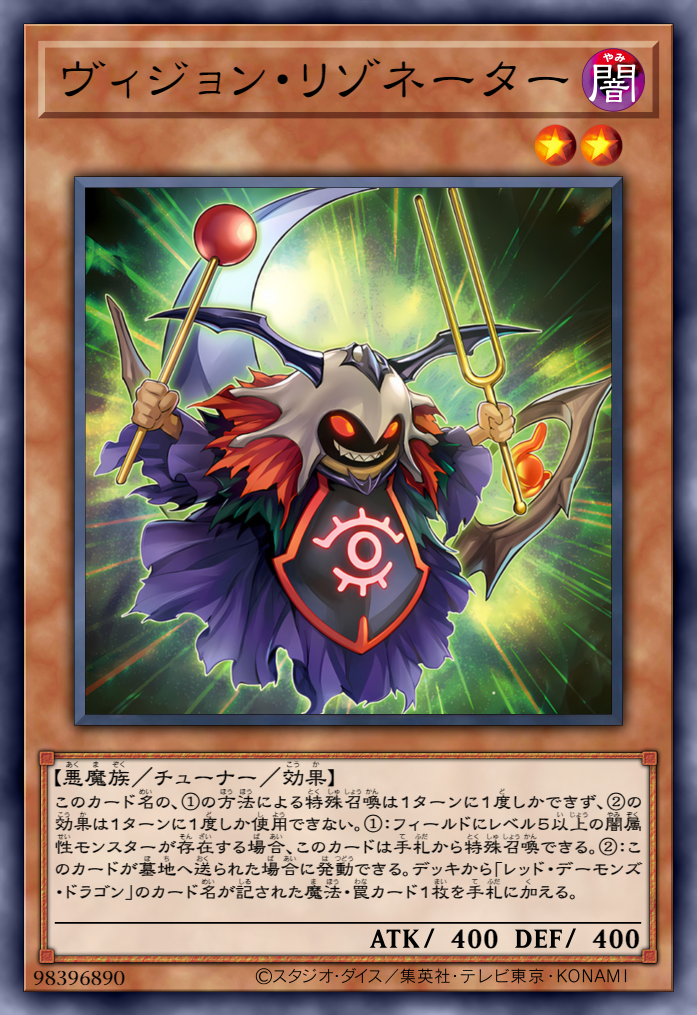 ヴィジョン・リゾネーター
やみ
闇
【悪魔族／チューナー／効果】
このカード名の、①の方法による特殊召喚は1ターンに1度しかできず、②の
効果は1ターンに1度しか使用できない。①：フィールドにレベル5以上の闇属
性モンスターが存在する場合、このカードは手札から特殊召喚できる。②：こ
のカードが墓地へ送られた場合に発動できる。デッキから「レッド・デーモンズ
・ドラゴン」のカード名が記された魔法・罠カード1枚を手札に加える。
ATK/ 400 DEF/ 400
98396890 ©スタジオ・ダイス／集英社・テレビ東京・KONAMI